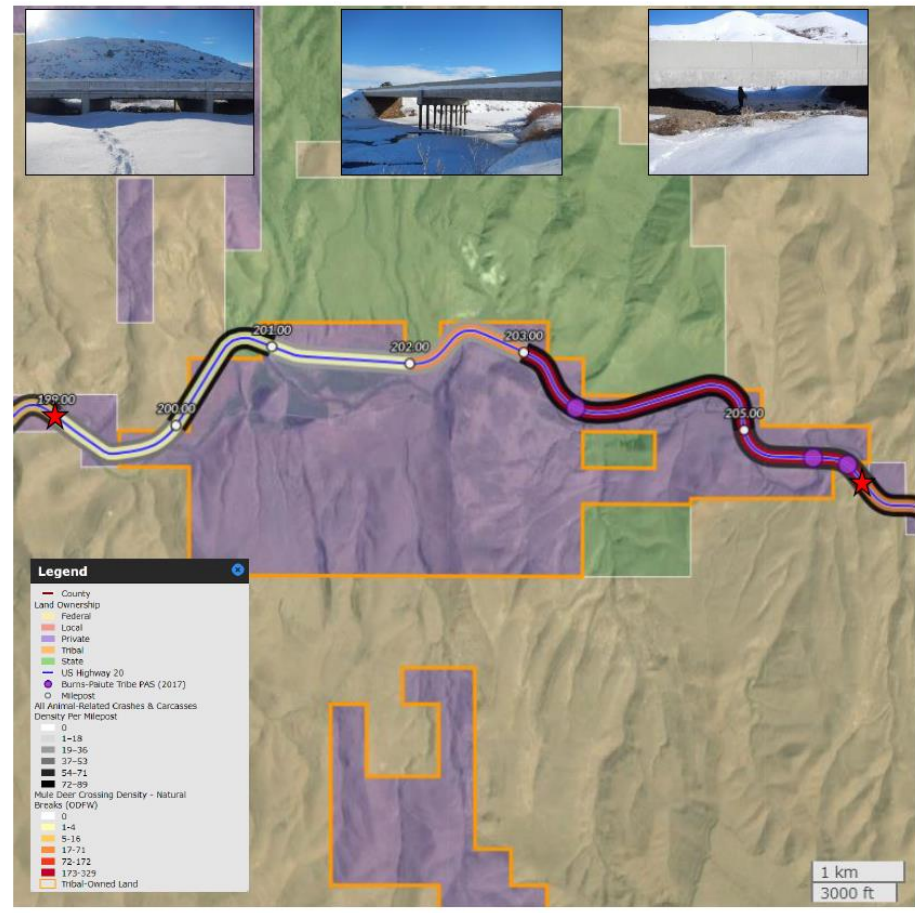 201.00
203.00
202.00
199.00
200.00
205.00
Legend
County
Land Ownership
Federal
Local
Private
Tribal
State
US Highway 20
Burns-Paiute Tribe PAS (2017)
Milepost
All Animal-Related Crashes & Carcasses
Density Per Milepost
0
1-18
19-36
37-53
54-71
72-89
Mule Deer Crossing Density - Natural
Breaks (ODFW)
0
1-4
5-16
17-71
72-172
173-329
Tribal-Owned Land
1 km
3000 ft